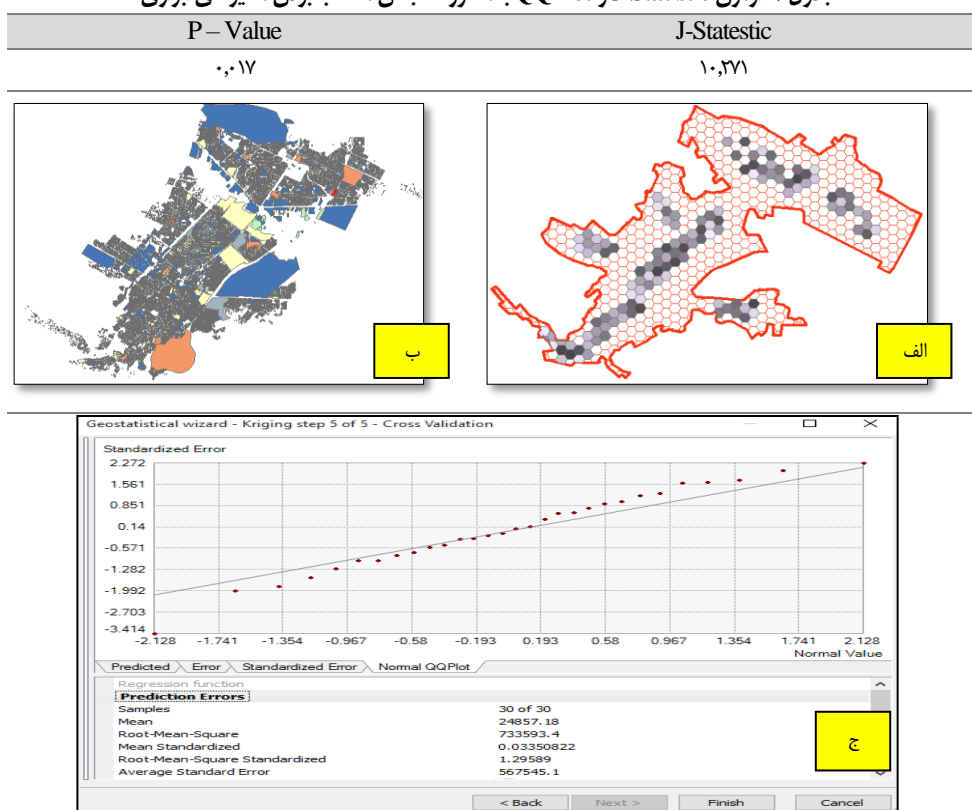 P – Value
J-Statestic
۰,۰۱۷
۱۰,۲۷۱
ب
الف
Geostatistical wizard - Kriging step 5 of 5 - Cross Validation
Standardized Error
2.272
1.561
0.851
0.14
-0.571
-1.282
-1.992
-2.703
-3.414
-2.128 -1.741 -1.354 -0.967 -0.58 -0.193 0.193 0.58 0.967 1.354 1.741 2.128
Normal Value
Predicted Error Standardized Error Normal QQPlot
Regression function
Prediction Errors
Samples 30 of 30
Mean 24857.18
Root-Mean-Square 733593.4
Mean Standardized 0.03350822
Root-Mean-Square Standardized 1.29589
Average Standard Error 567545.1
ج
< Back Next > Finish Cancel